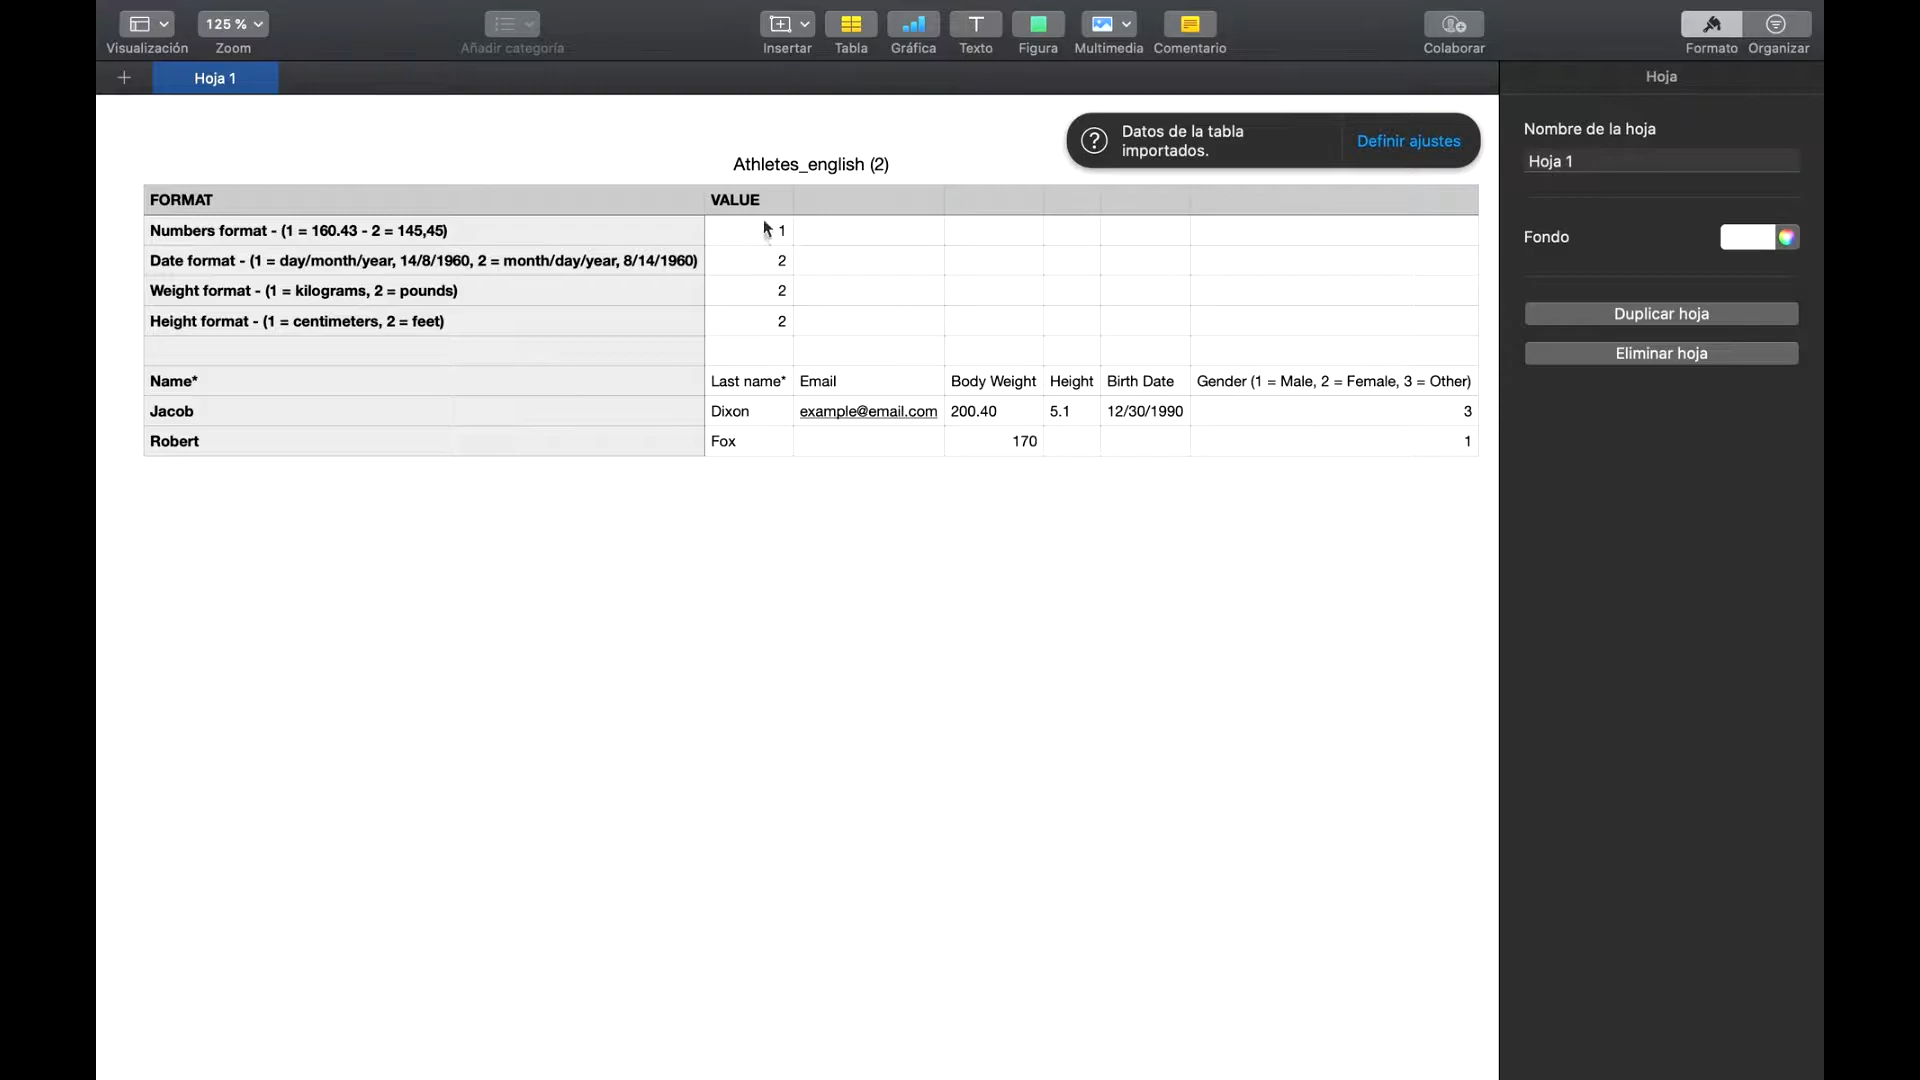 125 %
Visualización Zoom Añadir categoría Insertar Tabla Gráfica Texto Figura Multimedia Comentario Colaborar Formato Organizar
Hoja 1
Hoja
Datos de la tabla
importados.
Definir ajustes
Athletes_english (2)
FORMAT VALUE
Numbers format - (1 = 160.43 - 2 = 145,45) 1
Date format - (1 = day/month/year, 14/8/1960, 2 = month/day/year, 8/14/1960) 2
Weight format - (1 = kilograms, 2 = pounds) 2
Height format - (1 = centimeters, 2 = feet) 2
Name* Last name* Email Body Weight Height Birth Date Gender (1 = Male, 2 = Female, 3 = Other)
Jacob Dixon example@email.com 200.40 5.1 12/30/1990 3
Robert Fox 170 1
Nombre de la hoja
Hoja 1
Fondo
Duplicar hoja
Eliminar hoja